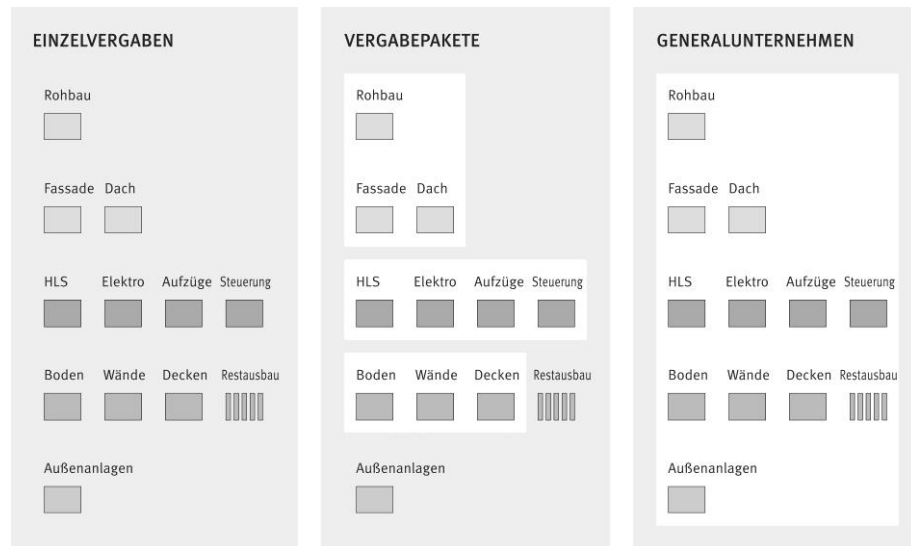 EINZELVERGABEN
Rohbau
Fassade Dach
HLS Elektro Aufzüge Steuerung
Boden Wände Decken Restausbau
Außenanlagen
VERGABEPAKETE
Rohbau
Fassade Dach
HLS Elektro Aufzüge Steuerung
Boden Wände Decken Restausbau
Außenanlagen
GENERALUNTERNEHMEN
Rohbau
Fassade Dach
HLS Elektro Aufzüge Steuerung
Boden Wände Decken Restausbau
Außenanlagen